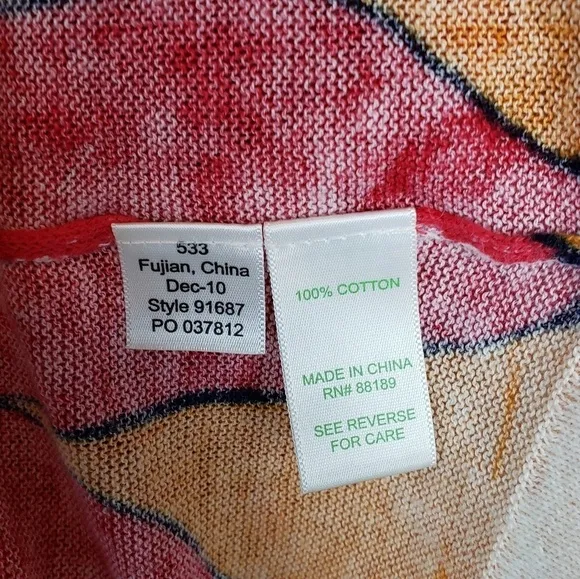 533
Fujian, China
Dec-10
Style 91687
PO 037812
100% COTTON
MADE IN CHINA
RN# 88189
SEE REVERSE
FOR CARE